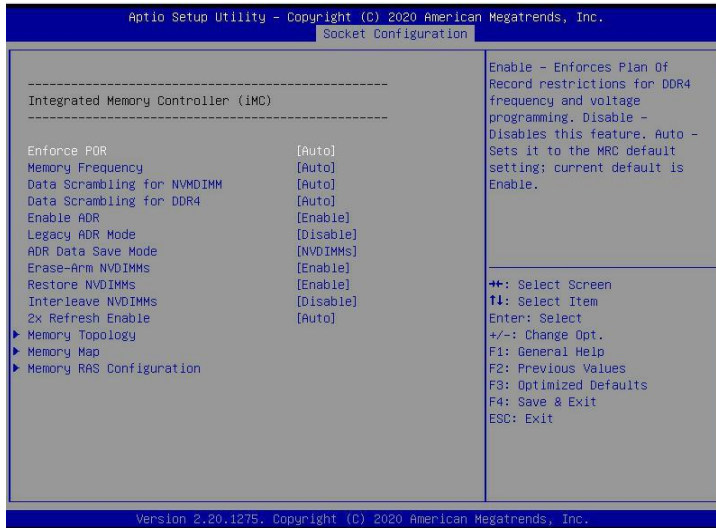 Aptio Setup Utility – Copyright (C) 2020 American Megatrends, Inc.
Socket Configuration
--------------------------------------------------
Integrated Memory Controller (iMC)
--------------------------------------------------
Enforce POR [Auto]
Memory Frequency [Auto]
Data Scrambling for NVMDIMM [Auto]
Data Scrambling for DDR4 [Auto]
Enable ADR [Enable]
Legacy ADR Mode [Disable]
ADR Data Save Mode [NVDIMMs]
Erase-Arm NVDIMMs [Enable]
Restore NVDIMMs [Enable]
Interleave NVDIMMs [Disable]
2x Refresh Enable [Auto]
Memory Topology
Memory Map
Memory RAS Configuration
Enable – Enforces Plan Of
Record restrictions for DDR4
frequency and voltage
programming. Disable –
Disables this feature. Auto –
Sets it to the MRC default
setting; current default is
Enable.
→←: Select Screen
↑↓: Select Item
Enter: Select
+/-: Change Opt.
F1: General Help
F2: Previous Values
F3: Optimized Defaults
F4: Save & Exit
ESC: Exit
Version 2.20.1275. Copyright (C) 2020 American Megatrends, Inc.